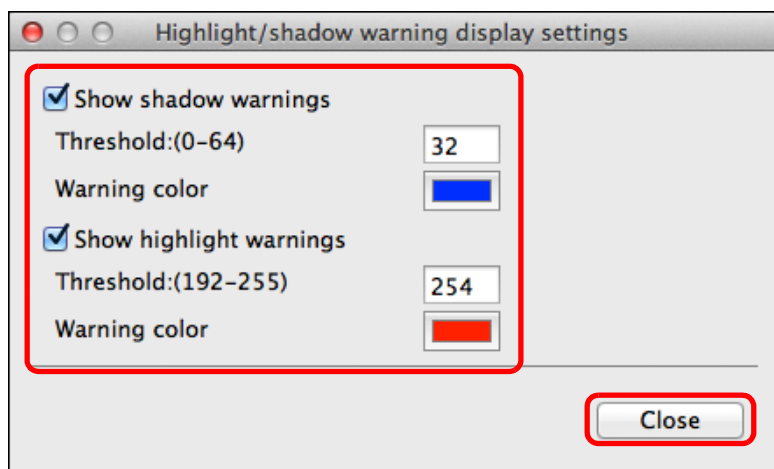 Highlight/shadow warning display settings
Show shadow warnings
Threshold:(0-64) 32
Warning color
Show highlight warnings
Threshold:(192-255) 254
Warning color
Close